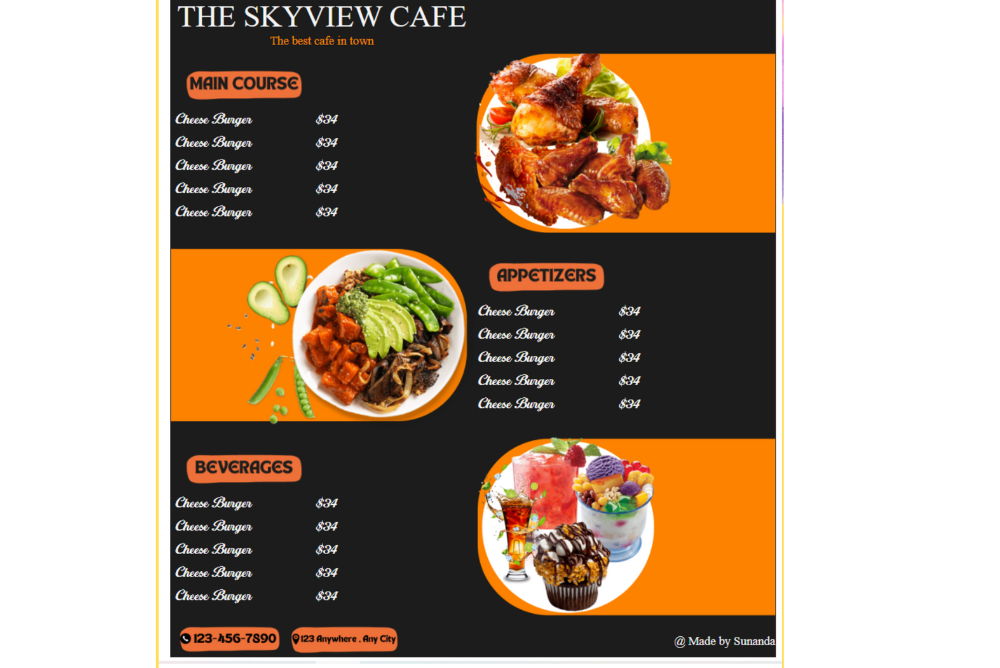 THE SKYVIEW CAFE
The best cafe in town
MAIN COURSE
Cheese Burger $34
Cheese Burger $34
Cheese Burger $34
Cheese Burger $34
Cheese Burger $34
APPETIZERS
Cheese Burger $34
Cheese Burger $34
Cheese Burger $34
Cheese Burger $34
Cheese Burger $34
BEVERAGES
Cheese Burger $34
Cheese Burger $34
Cheese Burger $34
Cheese Burger $34
Cheese Burger $34
123-456-7890
123 Anywhere . Any City
@ Made by Sunanda